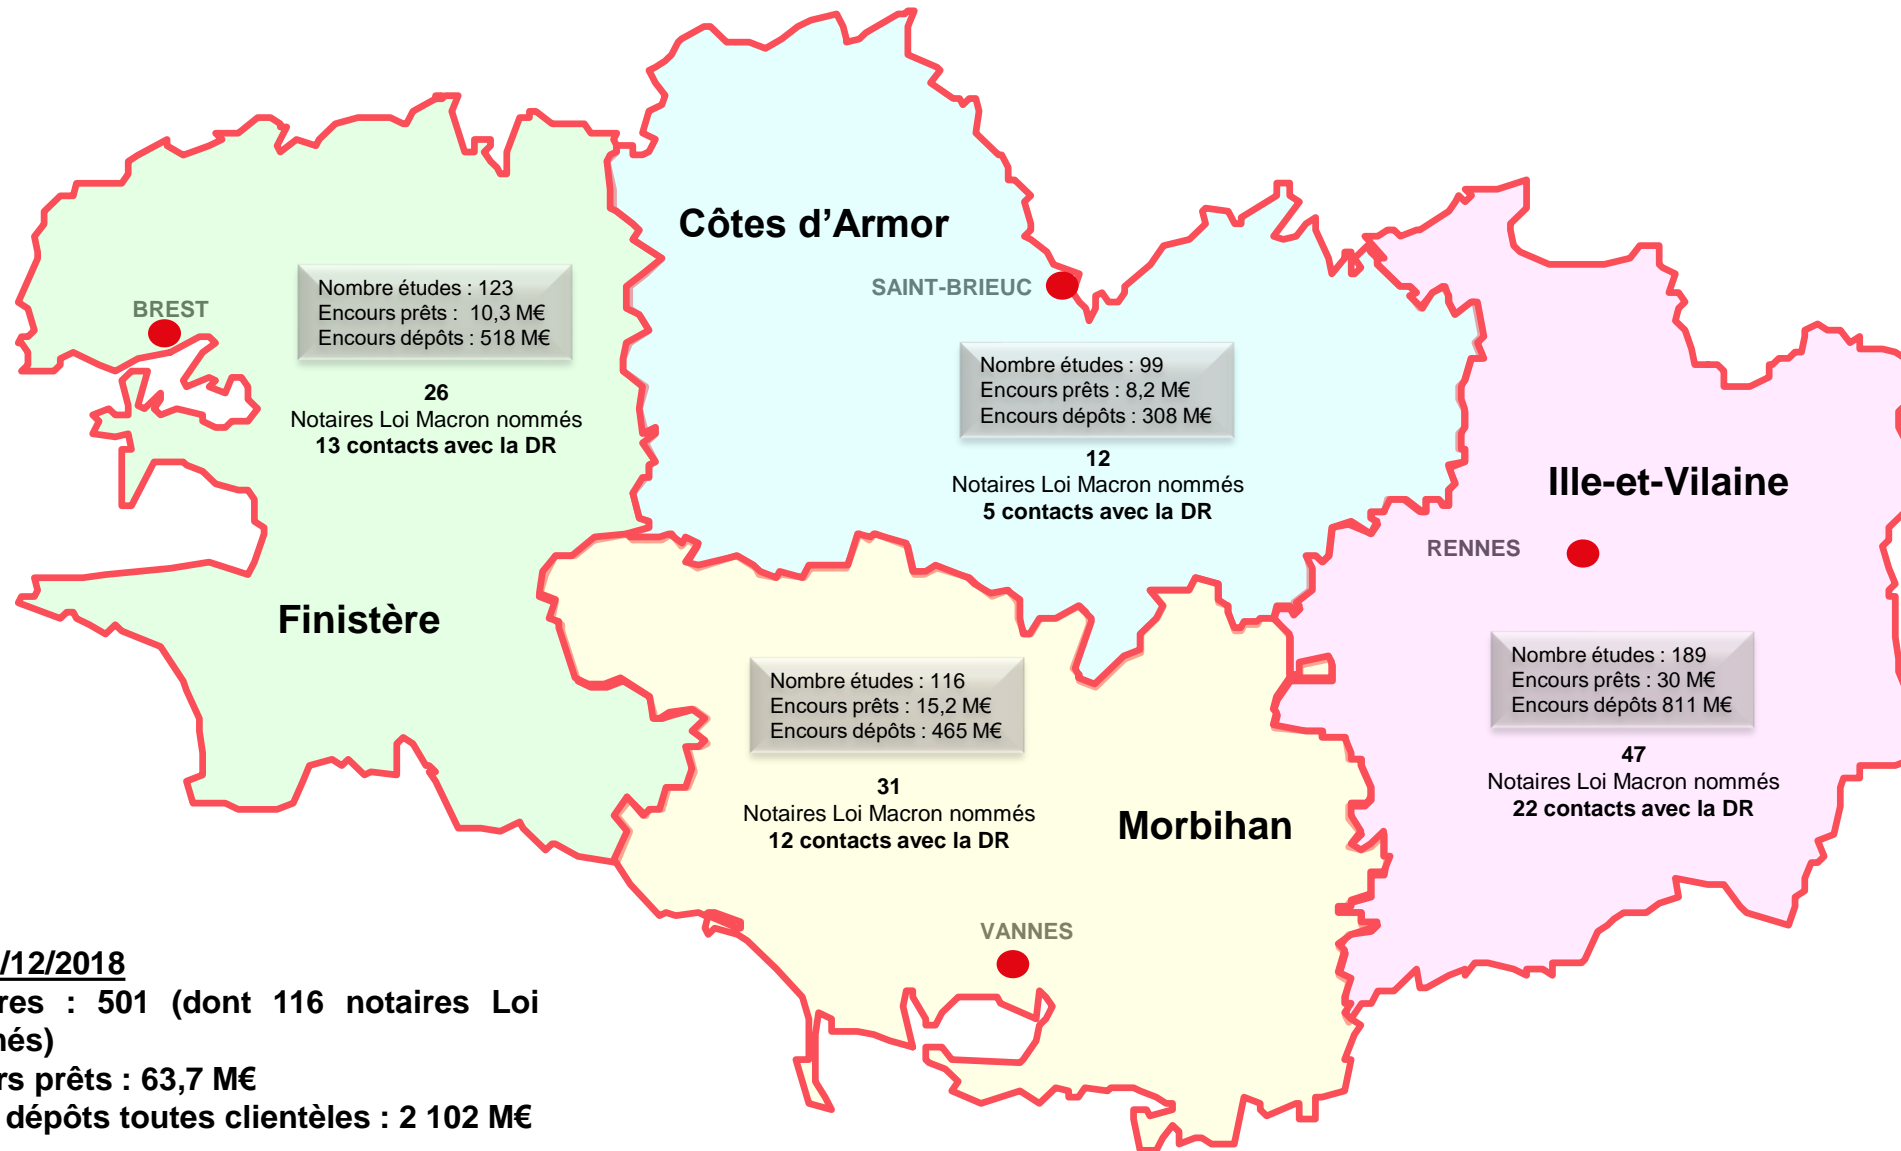 Côtes d’Armor
SAINT-BRIEUC
BREST
Nombre études : 123
Encours prêts : 10,3 M€
Encours dépôts : 518 M€
26
Notaires Loi Macron nommés
13 contacts avec la DR
Nombre études : 99
Encours prêts : 8,2 M€
Encours dépôts : 308 M€
12
Notaires Loi Macron nommés
5 contacts avec la DR
Ille-et-Vilaine
RENNES
Finistère
Nombre études : 116
Encours prêts : 15,2 M€
Encours dépôts : 465 M€
31
Notaires Loi Macron nommés
12 contacts avec la DR
Nombre études : 189
Encours prêts : 30 M€
Encours dépôts 811 M€
47
Notaires Loi Macron nommés
22 contacts avec la DR
Morbihan
VANNES
/12/2018
res : 501 (dont 116 notaires Loi
més)
rs prêts : 63,7 M€
dépôts toutes clientèles : 2 102 M€